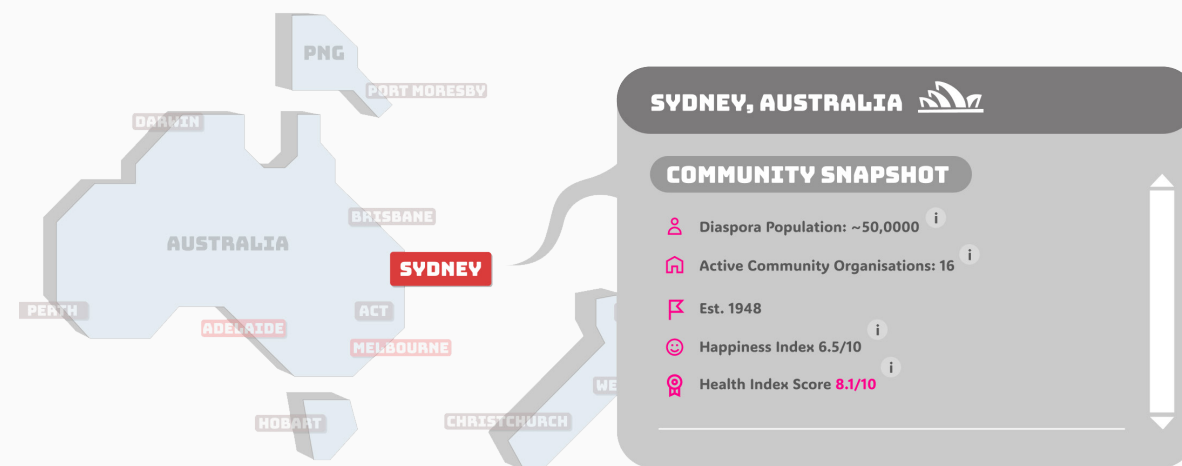 PNG
PORT MORESBY
DARWIN
BRISBANE
AUSTRALIA
SYDNEY
PERTH
ACT
ADELAIDE
MELBOURNE
HOBART
CHRISTCHURCH
WE
SYDNEY, AUSTRALIA
COMMUNITY SNAPSHOT
Diaspora Population: ~50,0000 i
Active Community Organisations: 16 i
Est. 1948
Happiness Index 6.5/10 i
Health Index Score 8.1/10 i